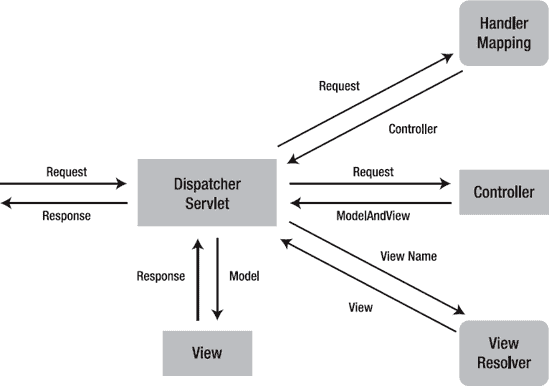 Handler
Mapping
Request
Controller
Request
Response
Dispatcher
Servlet
Request
ModelAndView
Controller
View Name
View
Response
Model
View
View
Resolver